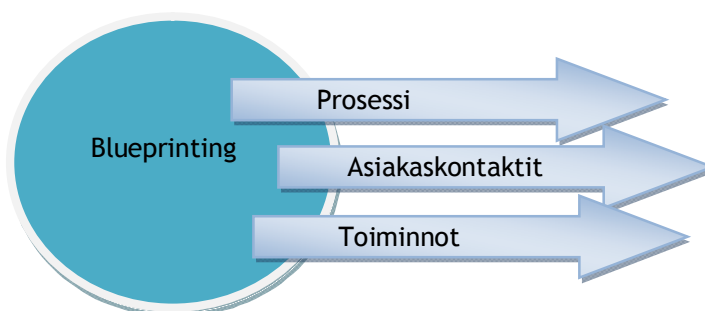 Prosessi
Blueprinting
Asiakaskontaktit
Toiminnot